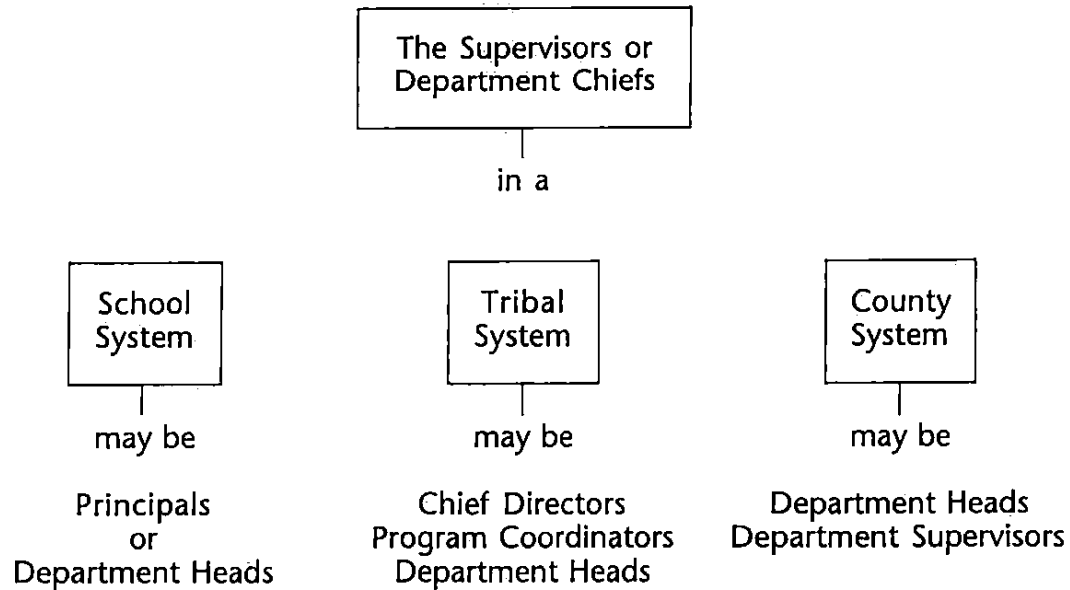 The Supervisors or
Department Chiefs
in a
School
System
may be
Principals
or
Department Heads
Tribal
System
may be
Chief Directors
Program Coordinators
Department Heads
County
System
may be
Department Heads
Department Supervisors